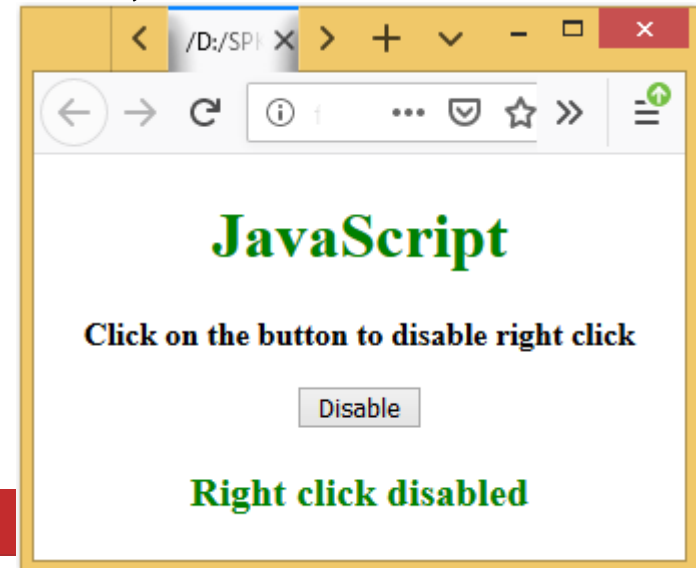 /D:/SP
JavaScript
Click on the button to disable right click
Disable
Right click disabled